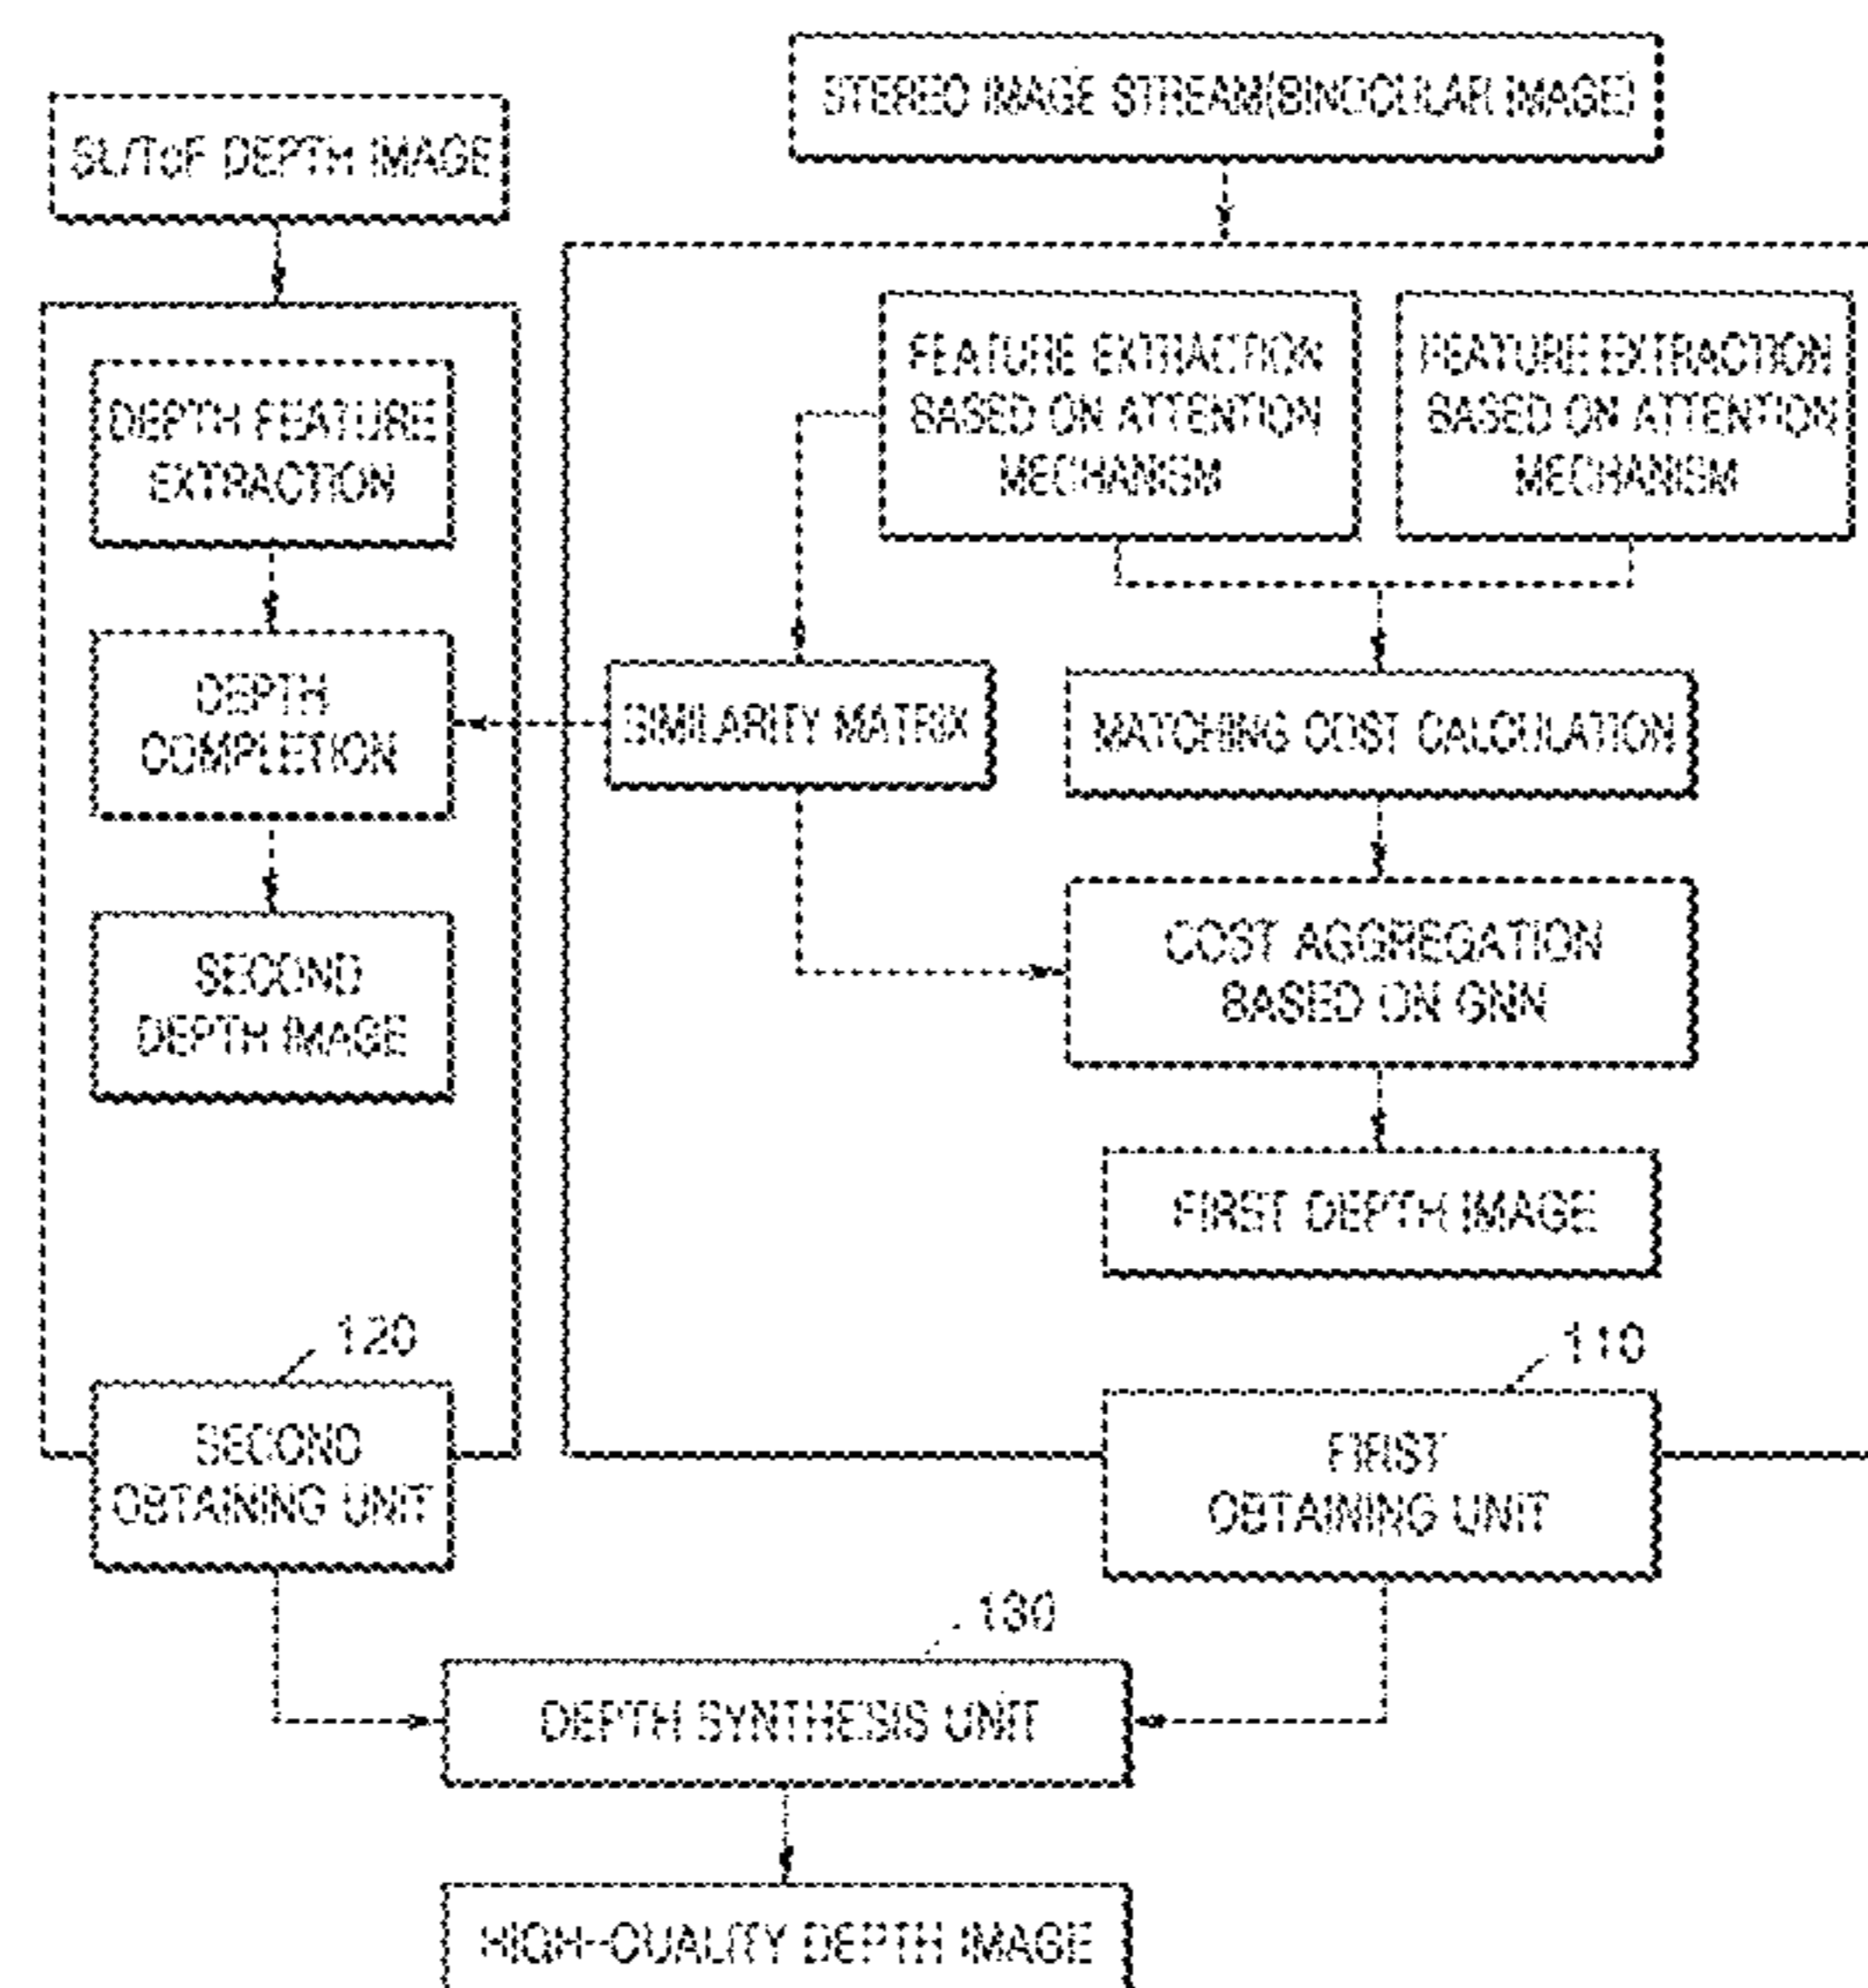 STEREO IMAGE STREAM(BINOCULAR IMAGE)
SL/ToF DEPTH IMAGE
FEATURE EXTRACTION
BASED ON ATTENTION
MECHANISM
FEATURE EXTRACTION
BASED ON ATTENTION
MECHANISM
DEPTH FEATURE
EXTRACTION
DEPTH
COMPLETION
SIMILARITY MATRIX
MATCHING COST CALCULATION
SECOND
DEPTH IMAGE
COST AGGREGATION
BASED ON GNN
FIRST DEPTH IMAGE
120
SECOND
OBTAINING UNIT
110
FIRST
OBTAINING UNIT
130
DEPTH SYNTHESIS UNIT
HIGH-QUALITY DEPTH IMAGE